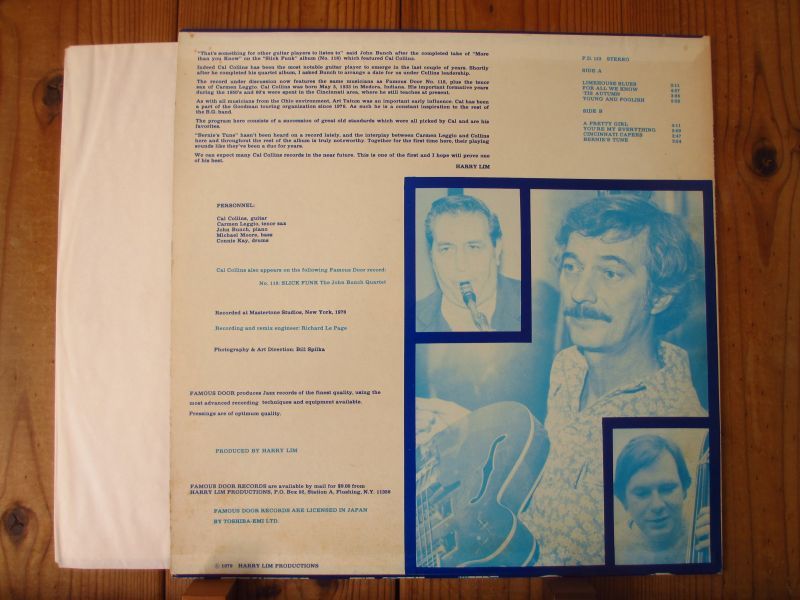 "That's something for other guitar players to listen to" said John Bunch after the completed take of "More
than you Know" on the "Slick Funk" album (No. 118) which featured Cal Collins.
Indeed Cal Collins has been the most notable guitar player to emerge in the last couple of years. Shortly
after he completed his quartet album, I asked Bunch to arrange a date for us under Collins leadership.
The record under discussion now features the same musicians as Famous Door No. 118, plus the tenor
sax of Carmen Leggio. Cal Collins was born May 5, 1933 in Medora, Indiana. His important formative years
during the 1950's and 60's were spent in the Cincinnati area, where he still teaches at present.
As with all musicians from the Ohio environment, Art Tatum was an important early influence. Cal has been
a part of the Goodman touring organization since 1976. As such he is a constant inspiration to the rest of
the B.G. band.
The program here consists of a succession of great old standards which were all picked by Cal and are his
favorites.
"Bernie's Tune" hasn't been heard on a record lately, and the interplay between Carmen Leggio and Collins
here and throughout the rest of the album is truly noteworthy. Together for the first time here, their playing
sounds like they've been a duo for years.
We can expect many Cal Collins records in the near future. This is one of the first and I hope will prove one
of his best.
HARRY LIM
F.D. 123 STEREO
SIDE A
LIMEHOUSE BLUES
FOR ALL WE KNOW
'TIS AUTUMN
YOUNG AND FOOLISH
SIDE B
A PRETTY GIRL
YOU'RE MY EVERYTHING
CINCINNATI CAPERS
BERNIE'S TUNE
PERSONNEL:
Cal Collins, guitar
Carmen Leggio, tenor sax
John Bunch, piano
Michael Moore, bass
Connie Kay, drums
Cal Collins also appears on the following Famous Door record:
No. 118: SLICK FUNK The John Bunch Quartet
Recorded at Mastertone Studios, New York, 1978
Recording and remix engineer: Richard Le Page
Photography & Art Direction: Bill Spilka
FAMOUS DOOR produces Jazz records of the finest quality, using the
most advanced recording techniques and equipment available.
Pressings are of optimum quality.
PRODUCED BY HARRY LIM
FAMOUS DOOR RECORDS are available by mail for $9.00 from
HARRY LIM PRODUCTIONS, P.O. Box 92, Station A, Flushing, N.Y. 11358
FAMOUS DOOR RECORDS ARE LICENSED IN JAPAN
BY TOSHIBA-EMI LTD.
© 1979 HARRY LIM PRODUCTIONS